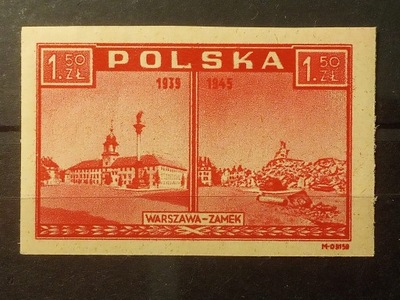 1.50 ZŁ POLSKA 1.50 ZŁ
1939 1945
WARSZAWA–ZAMEK